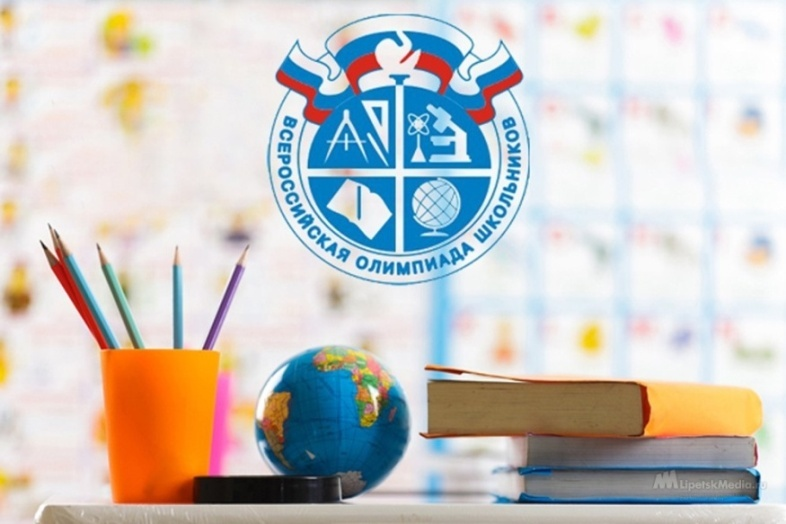 ВСЕРОССИЙСКАЯ ОЛИМПИАДА ШКОЛЬНИКОВ
LipetskMedia.ru